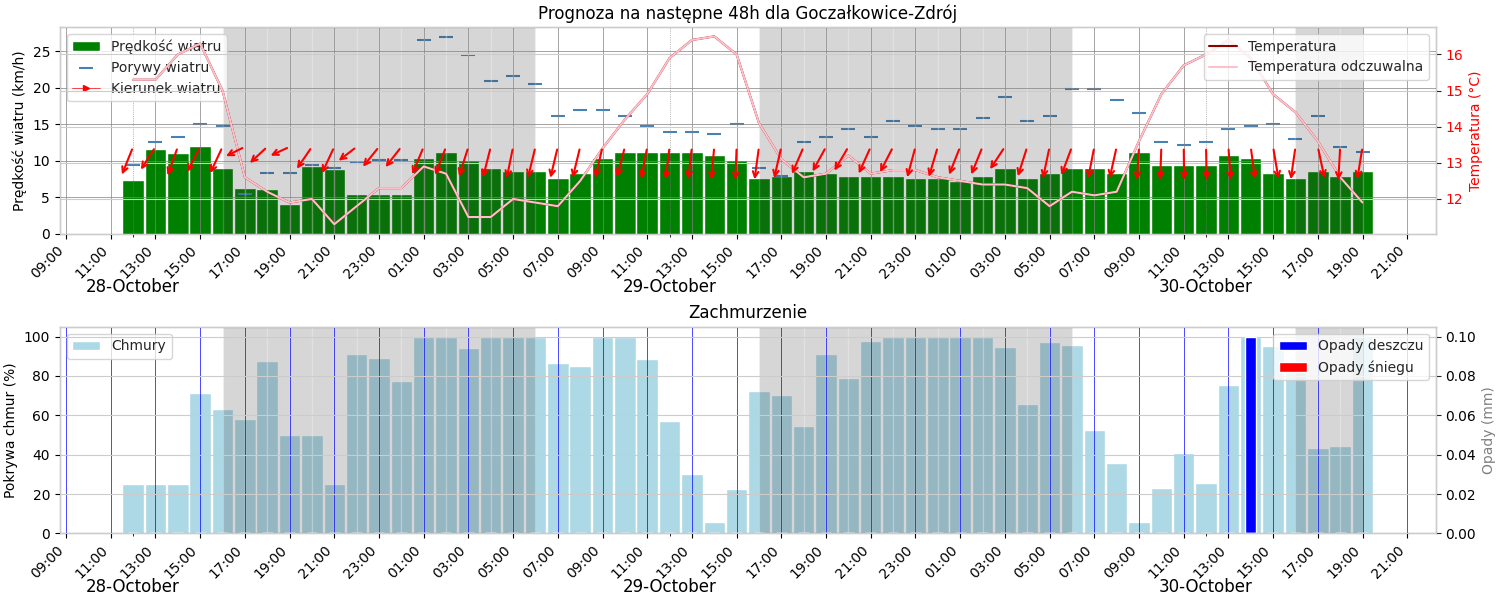 Prognoza na następne 48h dla Goczałkowice-Zdrój
Prędkość wiatru (km/h)
25
20
15
10
5
0
Prędkość wiatru
Porywy wiatru
Kierunek wiatru
Temperatura
Temperatura odczuwalna
16
15
14
13
12
Temperatura (°C)
09:00 11:00 13:00 15:00 17:00 19:00 21:00 23:00 01:00 03:00 05:00 07:00 09:00 11:00 13:00 15:00 17:00 19:00 21:00 23:00 01:00 03:00 05:00 07:00 09:00 11:00 13:00 15:00 17:00 19:00 21:00
28-October 29-October 30-October
Zachmurzenie
Pokrywa chmur (%)
100
80
60
40
20
0
Chmury
Opady deszczu
Opady śniegu
0.10
0.08
0.06
0.04
0.02
0.00
Opady (mm)
09:00 11:00 13:00 15:00 17:00 19:00 21:00 23:00 01:00 03:00 05:00 07:00 09:00 11:00 13:00 15:00 17:00 19:00 21:00 23:00 01:00 03:00 05:00 07:00 09:00 11:00 13:00 15:00 17:00 19:00 21:00
28-October 29-October 30-October